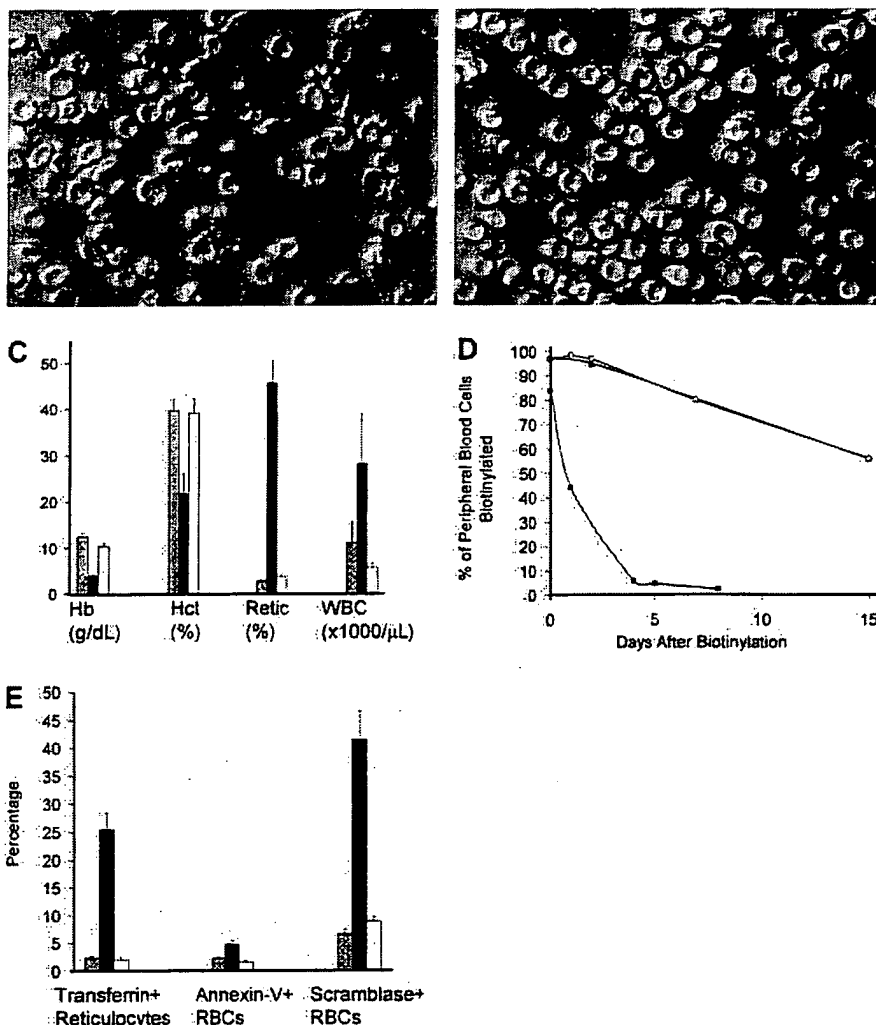 A
C
50
40
30
20
10
0
Hb Hct Retic WBC
(g/dL) (%) (%) (x1000/μL)
D
% of Peripheral Blood Cells
Biotinylated
100
90
80
70
60
50
40
30
20
10
0
0 5 10 15
Days After Biotinylation
E
Percentage
50
45
40
35
30
25
20
15
10
5
0
Transferrin+ Annexin-V+ Scramblase+
Reticulocytes RBCs RBCs